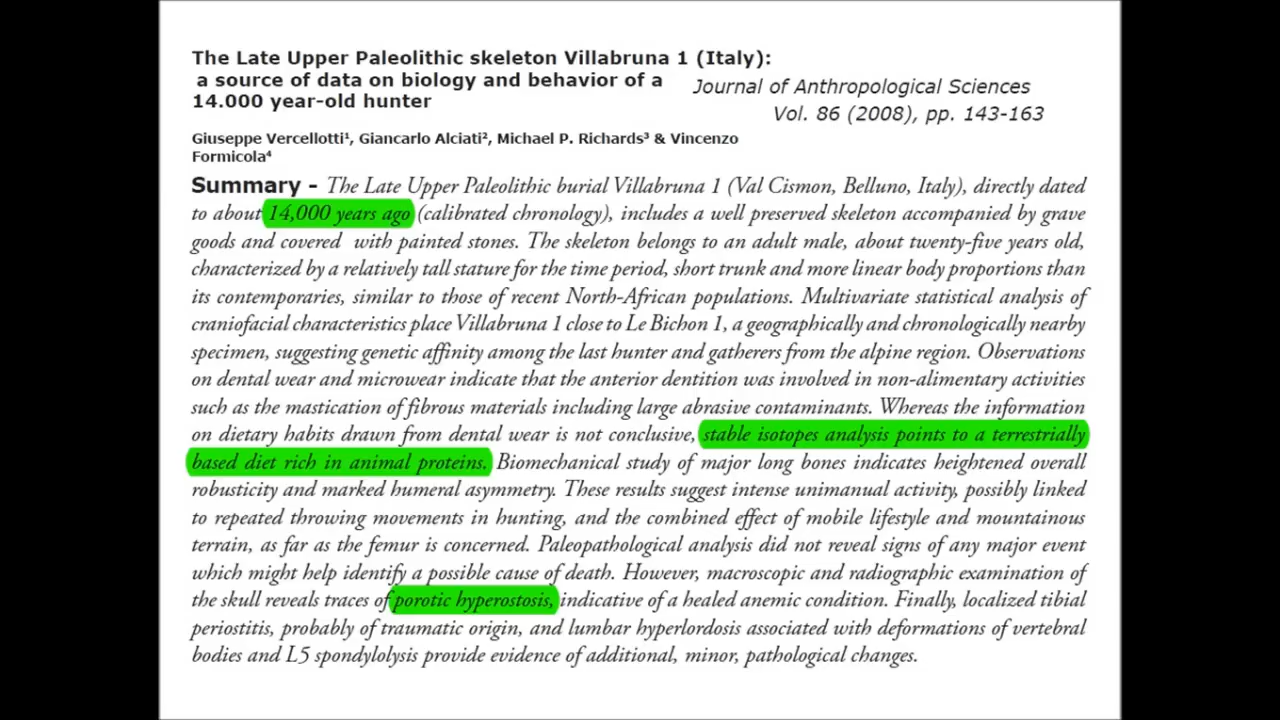 The Late Upper Paleolithic skeleton Villabruna 1 (Italy):
a source of data on biology and behavior of a
14.000 year-old hunter
Journal of Anthropological Sciences
Vol. 86 (2008), pp. 143-163
Giuseppe Vercellotti¹, Giancarlo Alciati², Michael P. Richards³ & Vincenzo
Formicola⁴
Summary - The Late Upper Paleolithic burial Villabruna 1 (Val Cismon, Belluno, Italy), directly dated
to about 14,000 years ago (calibrated chronology), includes a well preserved skeleton accompanied by grave
goods and covered with painted stones. The skeleton belongs to an adult male, about twenty-five years old,
characterized by a relatively tall stature for the time period, short trunk and more linear body proportions than
its contemporaries, similar to those of recent North-African populations. Multivariate statistical analysis of
craniofacial characteristics place Villabruna 1 close to Le Bichon 1, a geographically and chronologically nearby
specimen, suggesting genetic affinity among the last hunter and gatherers from the alpine region. Observations
on dental wear and microwear indicate that the anterior dentition was involved in non-alimentary activities
such as the mastication of fibrous materials including large abrasive contaminants. Whereas the information
on dietary habits drawn from dental wear is not conclusive, stable isotopes analysis points to a terrestrially
based diet rich in animal proteins. Biomechanical study of major long bones indicates heightened overall
robusticity and marked humeral asymmetry. These results suggest intense unimanual activity, possibly linked
to repeated throwing movements in hunting, and the combined effect of mobile lifestyle and mountainous
terrain, as far as the femur is concerned. Paleopathological analysis did not reveal signs of any major event
which might help identify a possible cause of death. However, macroscopic and radiographic examination of
the skull reveals traces of porotic hyperostosis, indicative of a healed anemic condition. Finally, localized tibial
periostitis, probably of traumatic origin, and lumbar hyperlordosis associated with deformations of vertebral
bodies and L5 spondylolysis provide evidence of additional, minor, pathological changes.